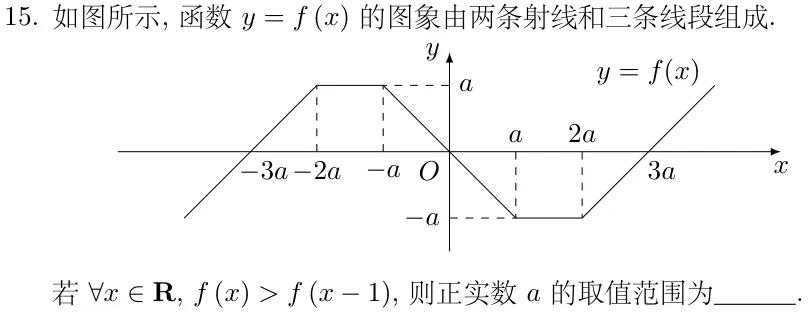 15. 如图所示, 函数 y = f (x) 的图象由两条射线和三条线段组成.
y
y = f(x)
a
a 2a
−3a −2a −a O 3a x
−a
若 ∀x ∈ R, f (x) > f (x − 1), 则正实数 a 的取值范围为______.